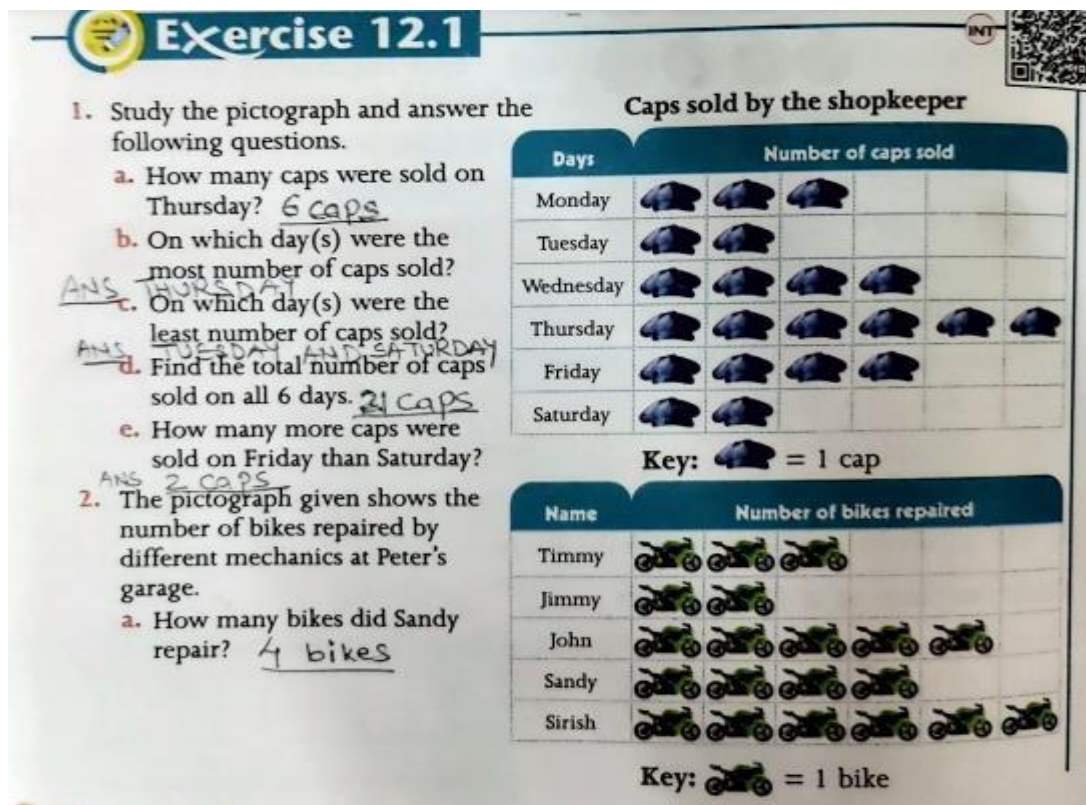 Exercise 12.1
INT
1. Study the pictograph and answer the
following questions.
a. How many caps were sold on
Thursday? 6 caps
b. On which day(s) were the
most number of caps sold?
ANS THURSDAY
c. On which day(s) were the
least number of caps sold?
ANS TUESDAY AND SATURDAY
d. Find the total number of caps
sold on all 6 days. 21 caps
e. How many more caps were
sold on Friday than Saturday?
ANS 2 caps
2. The pictograph given shows the
number of bikes repaired by
different mechanics at Peter's
garage.
a. How many bikes did Sandy
repair? 4 bikes
Caps sold by the shopkeeper
Days Number of caps sold
Monday
Tuesday
Wednesday
Thursday
Friday
Saturday
Key: = 1 cap
Name Number of bikes repaired
Timmy
Jimmy
John
Sandy
Sirish
Key: = 1 bike